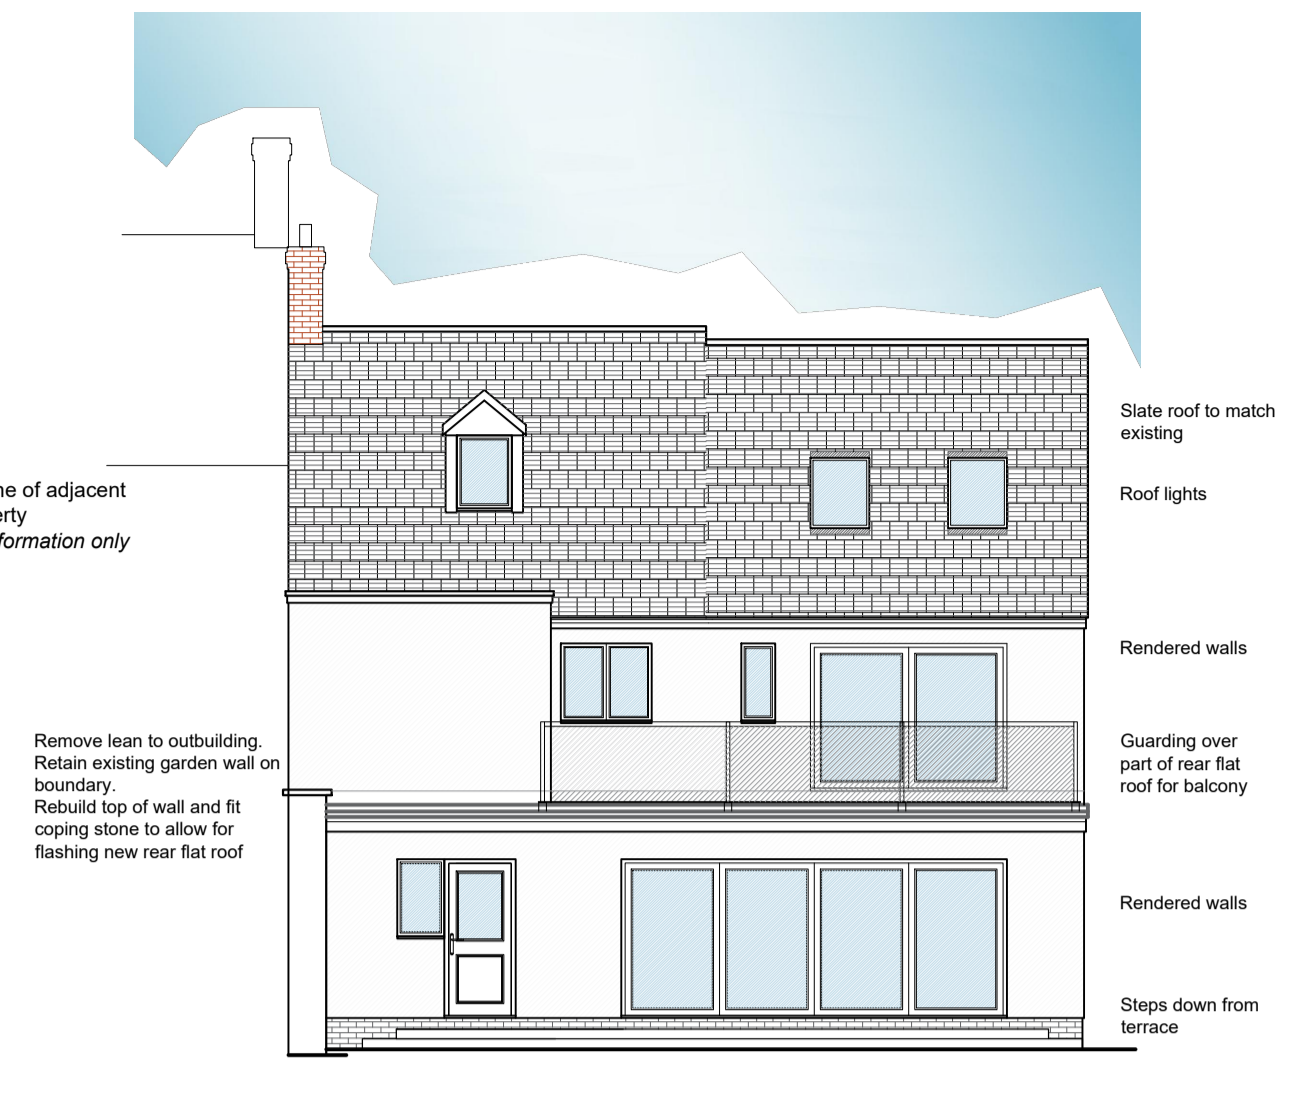 Slate roof to match
existing
Roof lights
of adjacent
formation only
Rendered walls
Remove lean to outbuilding.
Retain existing garden wall on
boundary.
Rebuild top of wall and fit
coping stone to allow for
flashing new rear flat roof
Guarding over
part of rear flat
roof for balcony
Rendered walls
Steps down from
terrace